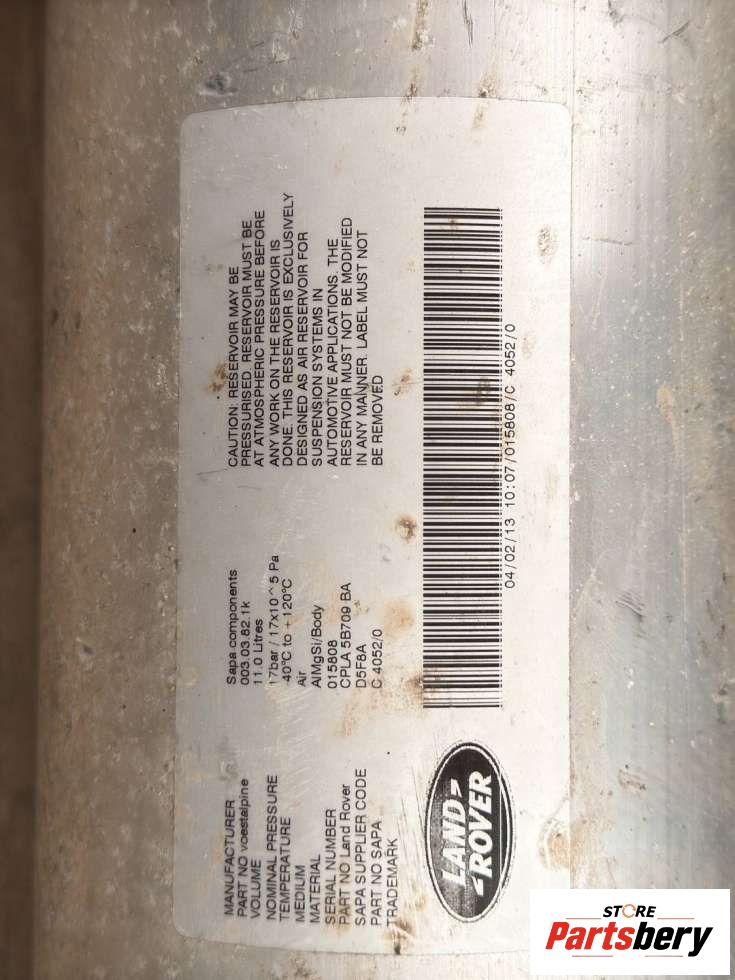 MANUFACTURER Sapa components
PART NO voestalpine 003.03.82.1k
VOLUME 11.0 Litres
NOMINAL PRESSURE 17bar / 17x10^5 Pa
TEMPERATURE -40°C to +120°C
MEDIUM Air
MATERIAL AlMgSi/Body
SERIAL NUMBER 015808
PART NO Land Rover CPLA 5B709 BA
SAPA SUPPLIER CODE D5F8A
PART NO SAPA C 4052/0
TRADEMARK
CAUTION: RESERVOIR MAY BE
PRESSURISED. RESERVOIR MUST BE
AT ATMOSPHERIC PRESSURE BEFORE
ANY WORK ON THE RESERVOIR IS
DONE. THIS RESERVOIR IS EXCLUSIVELY
DESIGNED AS AIR RESERVOIR FOR
SUSPENSION SYSTEMS IN
AUTOMOTIVE APPLICATIONS. THE
RESERVOIR MUST NOT BE MODIFIED
IN ANY MANNER. LABEL MUST NOT
BE REMOVED
LAND
ROVER
04/02/13 10:07/015808/C 4052/0
STORE
Partsbery